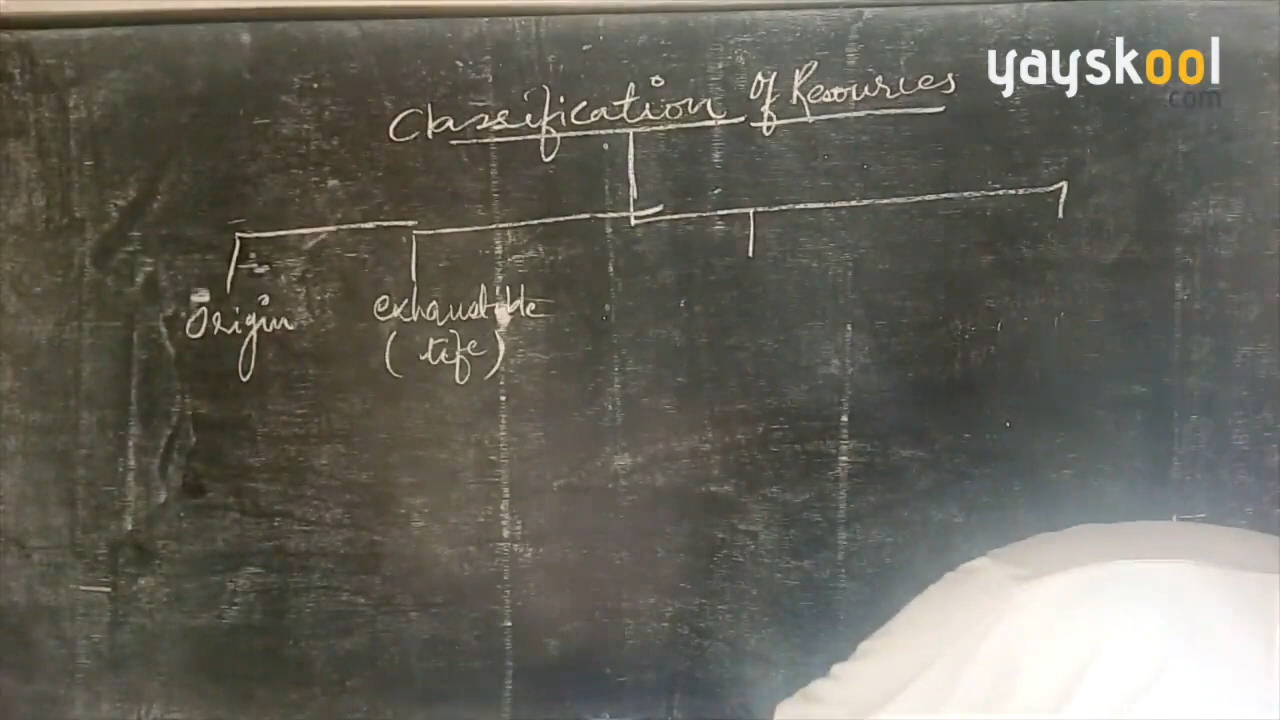 yayskool
.com
Classification Of Resources
Origin
exhaustible
(life)